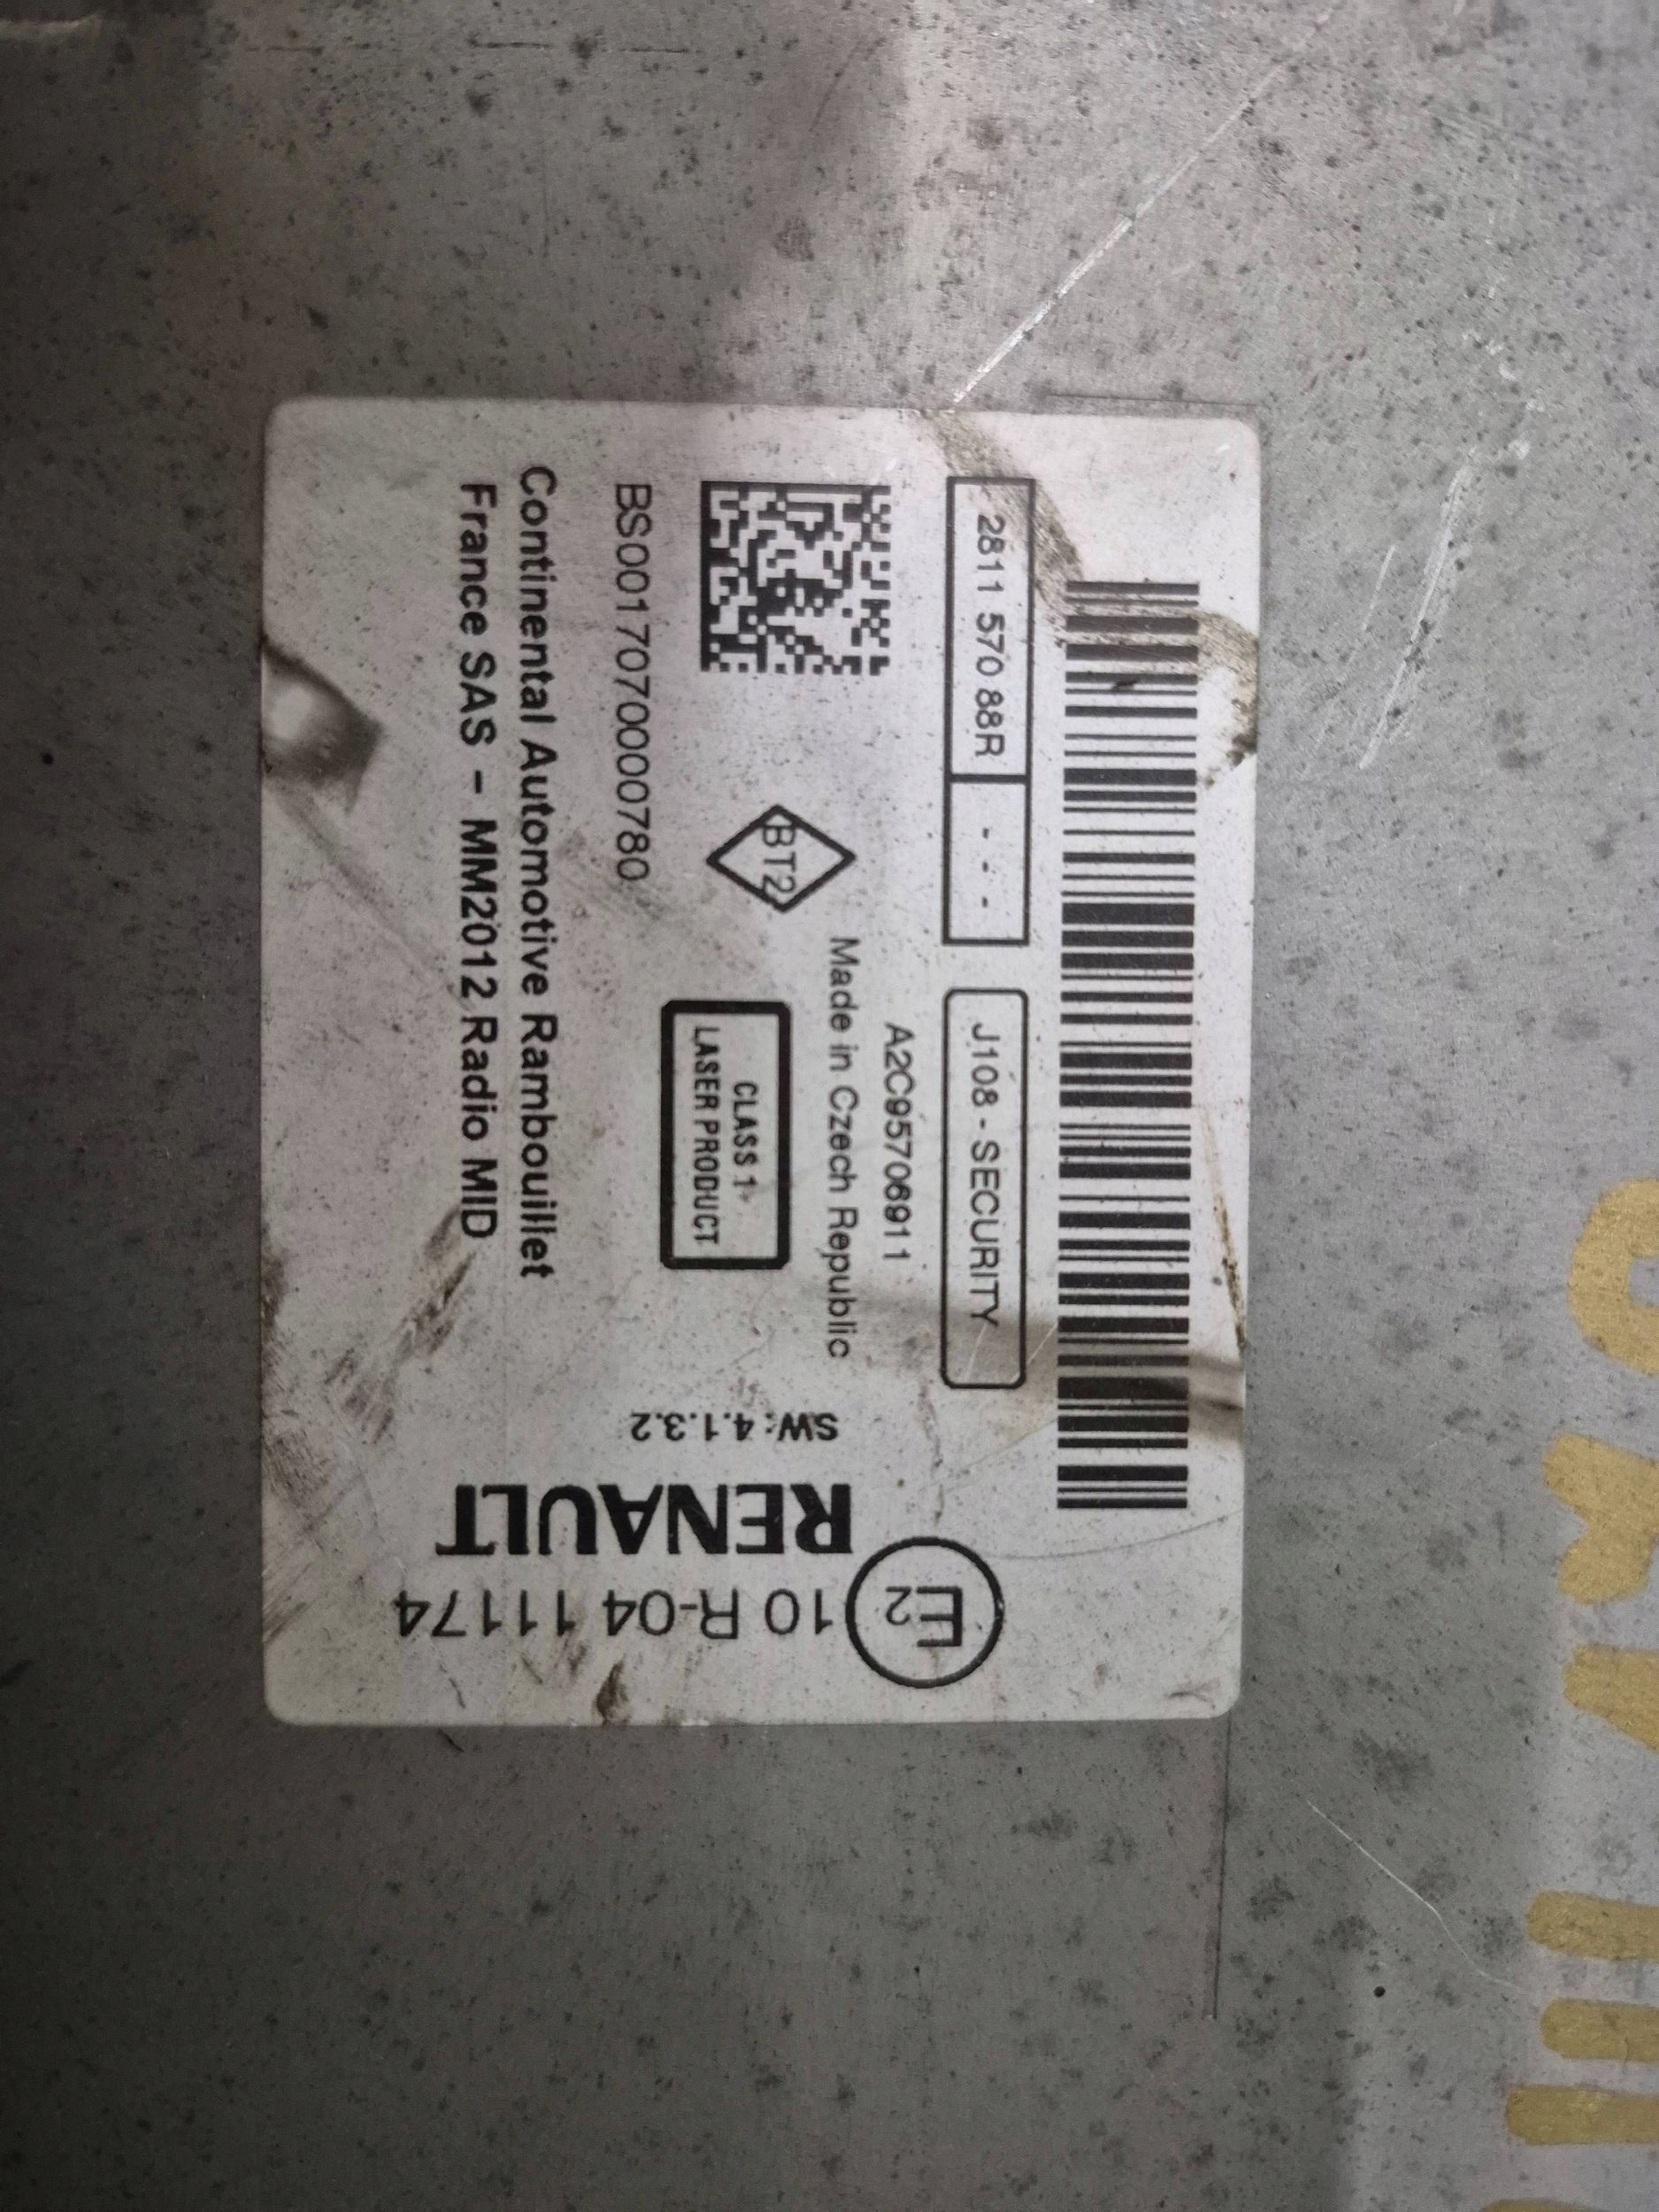 2811 570 88R - - -
J108 - SECURITY
A2C95706911
Made in Czech Republic
BT2
CLASS 1
LASER PRODUCT
BS001707000780
Continental Automotive Rambouillet
France SAS - MM2012 Radio MID
SW: 4.1.3.2
RENAULT
E2
10 R-04 11174